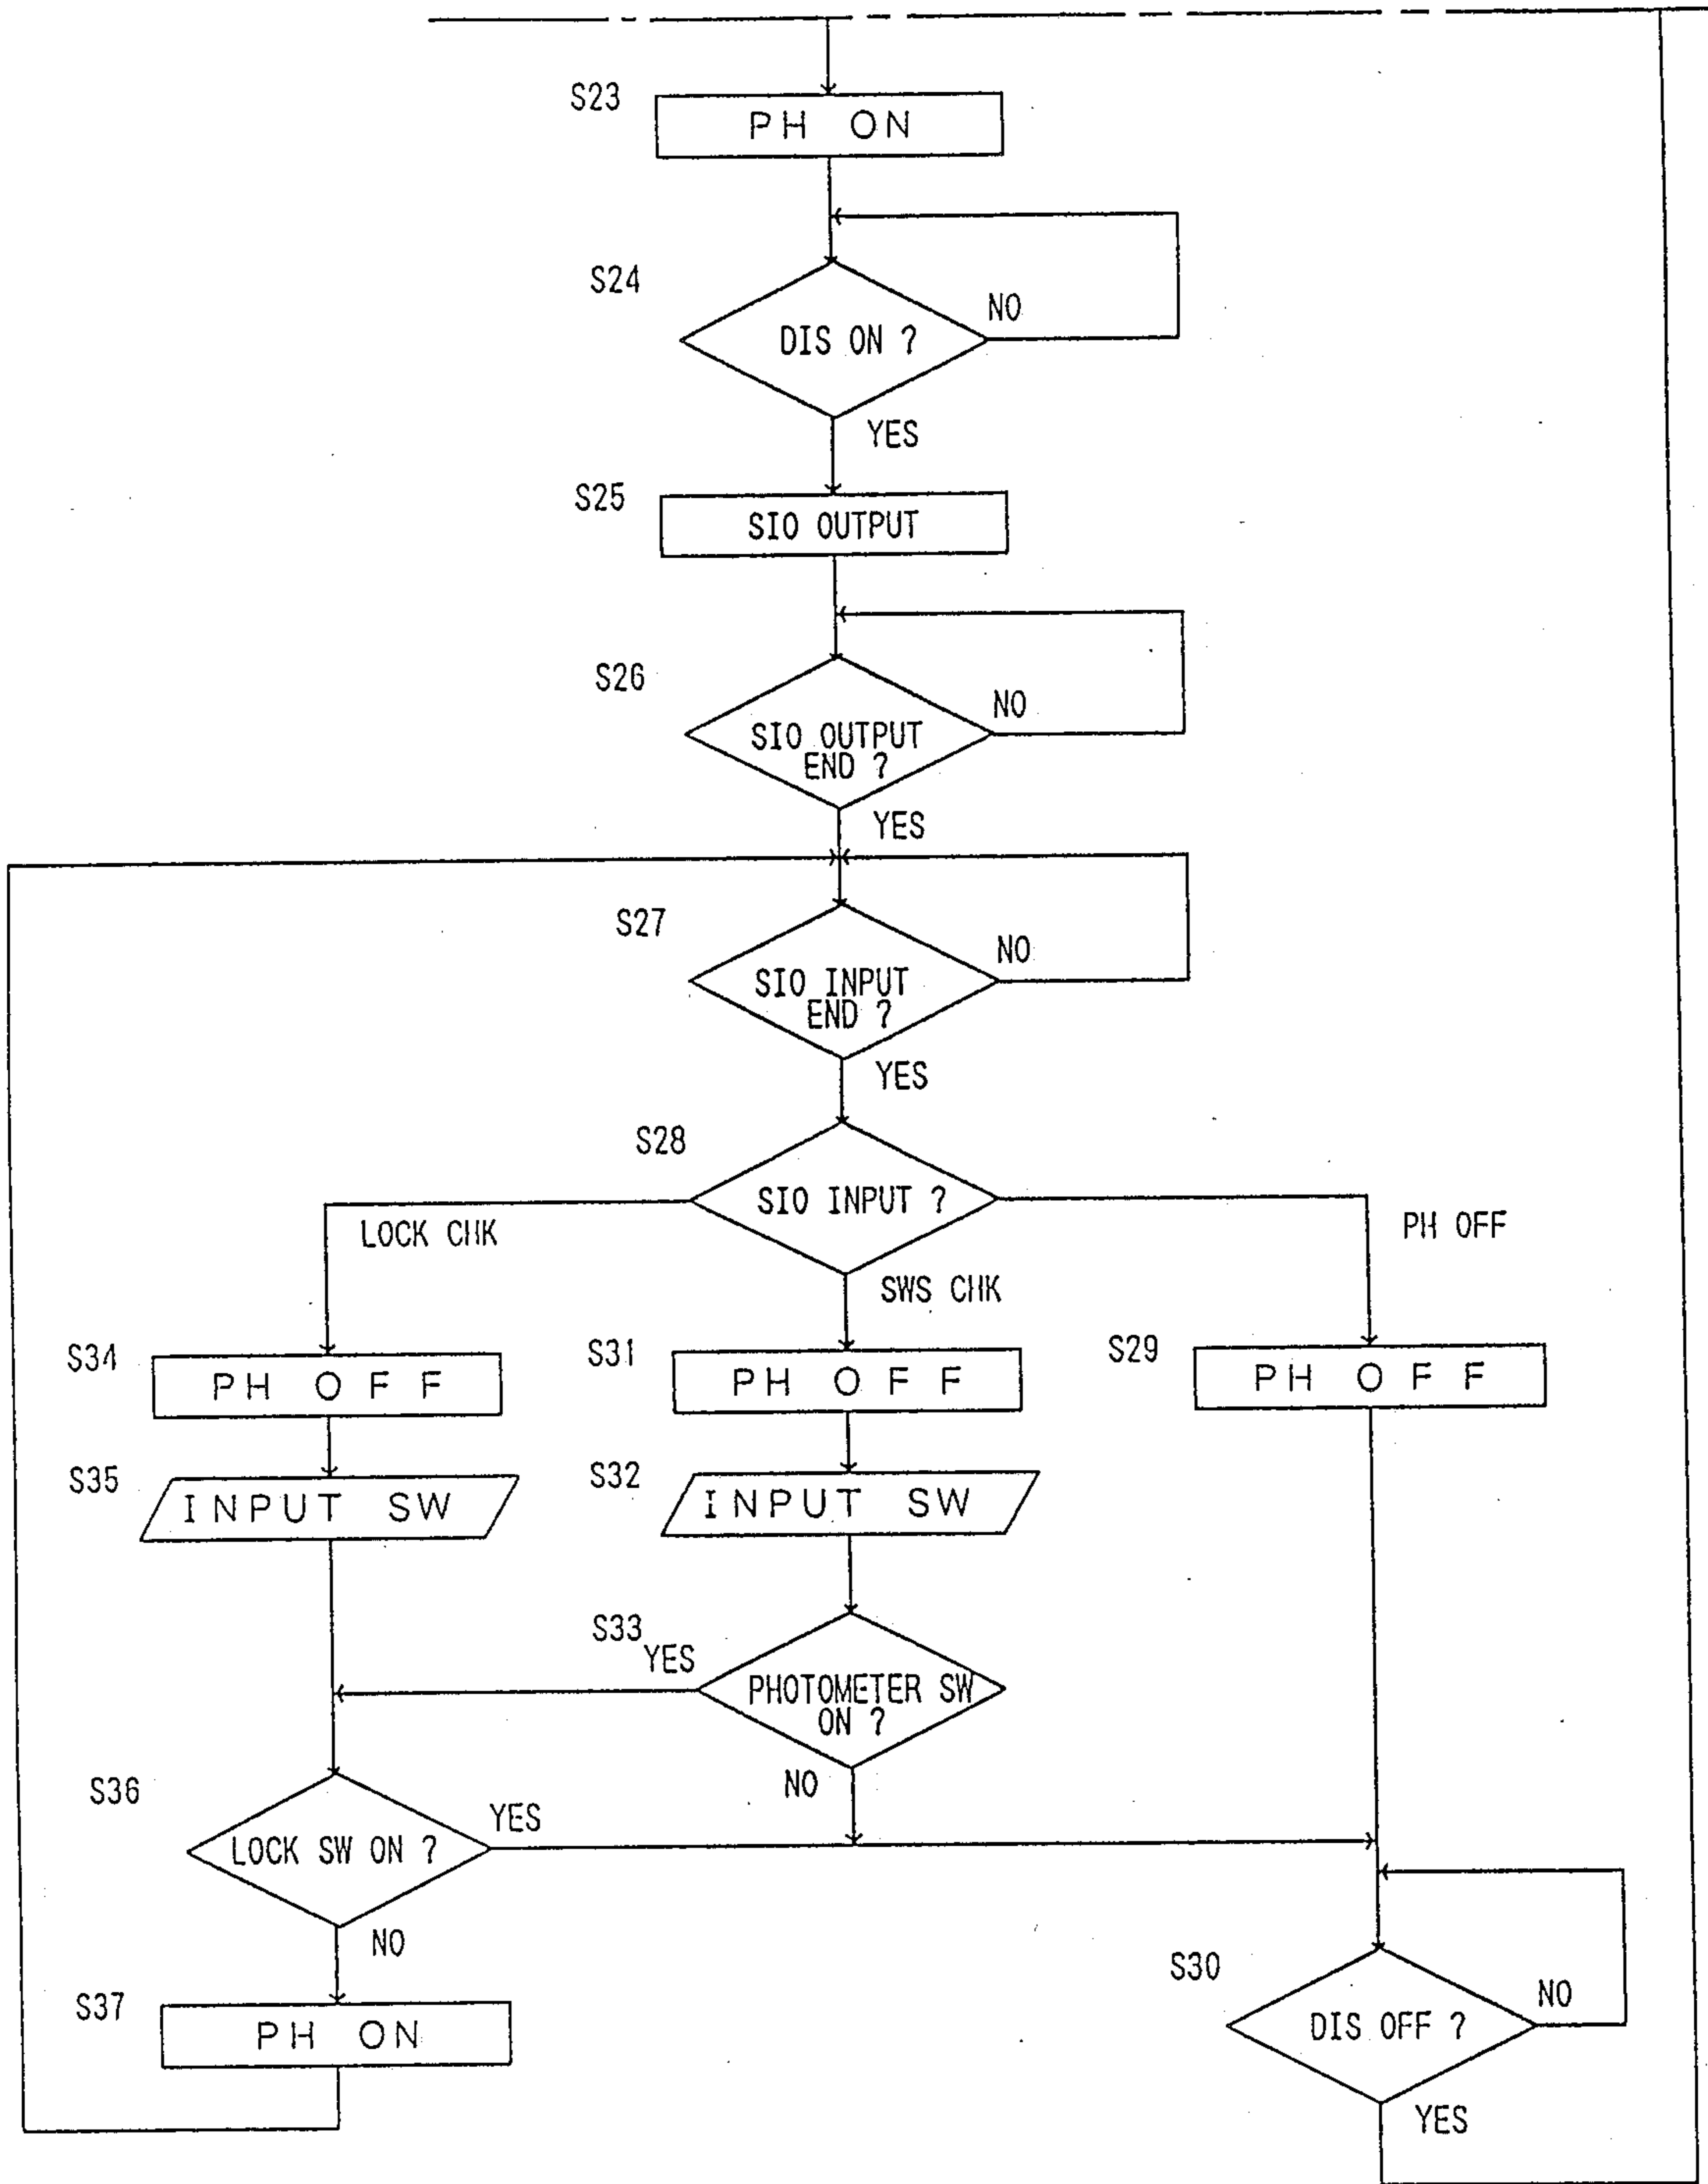 S23
PH ON
S24
DIS ON ?
NO
YES
S25
SIO OUTPUT
S26
SIO OUTPUT
END ?
NO
YES
S27
SIO INPUT
END ?
NO
YES
S28
SIO INPUT ?
LOCK CHK
SWS CHK
PH OFF
S34
PH OFF
S31
PH OFF
S29
PH OFF
S35
INPUT SW
S32
INPUT SW
S33
YES
PHOTOMETER SW
ON ?
NO
S36
LOCK SW ON ?
YES
NO
S30
DIS OFF ?
NO
YES
S37
PH ON